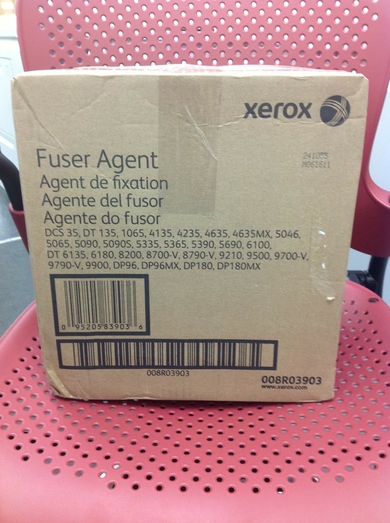 xerox
Fuser Agent
Agent de fixation
Agente del fusor
Agente do fusor
DCS 35, DT 135, 1065, 4135, 4235, 4635, 4635MX, 5046,
5065, 5090, 5090S, 5335, 5365, 5390, 5690, 6100,
DT 6135, 6180, 8200, 8700-V, 8790-V, 9210, 9500, 9700-V,
9790-V, 9900, DP96, DP96MX, DP180, DP180MX
0 95205 83903 6
008R03903
008R03903
www.xerox.com